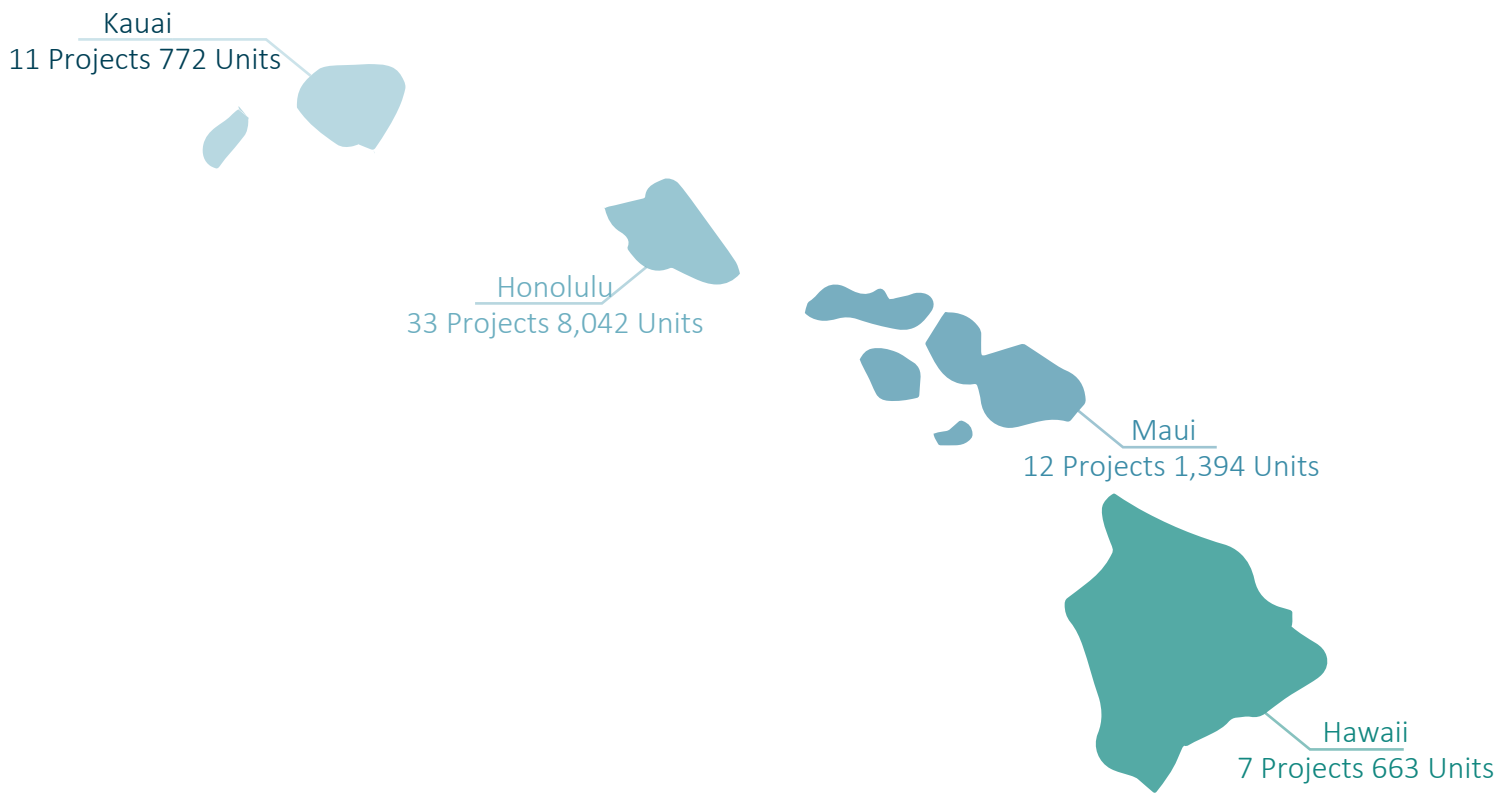 Kauai
11 Projects 772 Units
Honolulu
33 Projects 8,042 Units
Maui
12 Projects 1,394 Units
Hawaii
7 Projects 663 Units